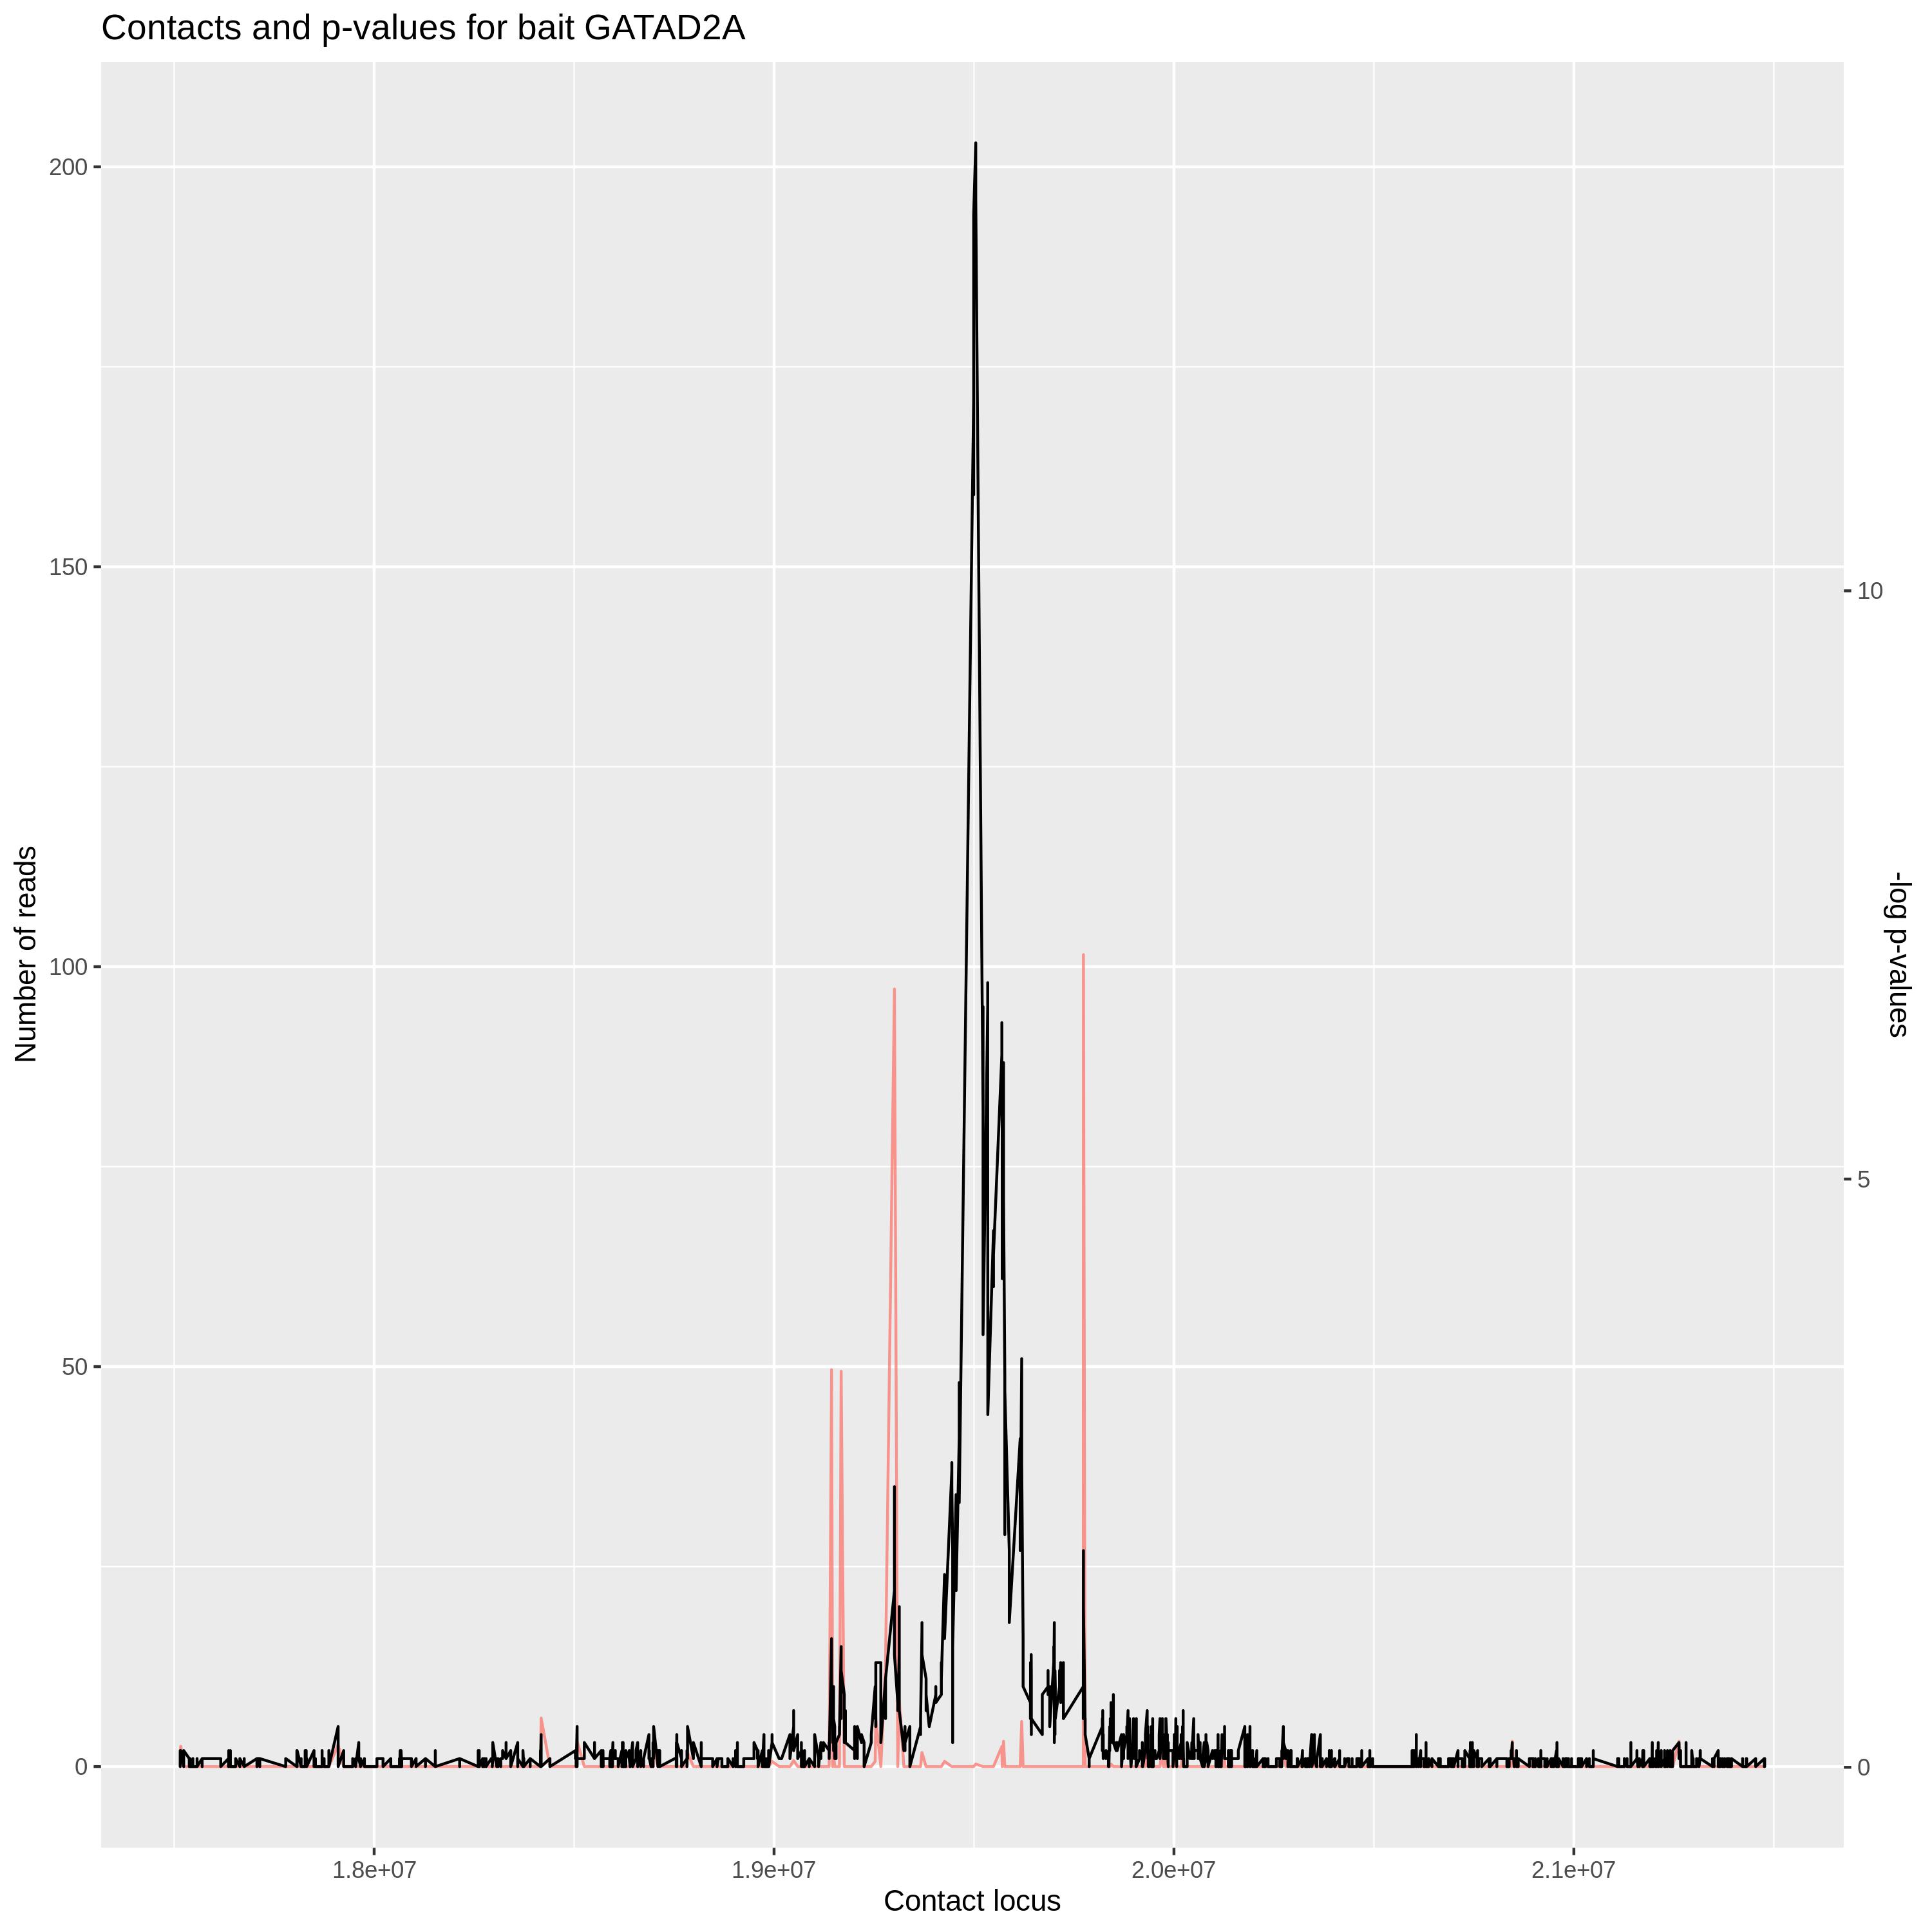 Contacts and p-values for bait GATAD2A
200
150
100
50
0
Number of reads
10
5
0
-log p-values
1.8e+07
1.9e+07
2.0e+07
2.1e+07
Contact locus